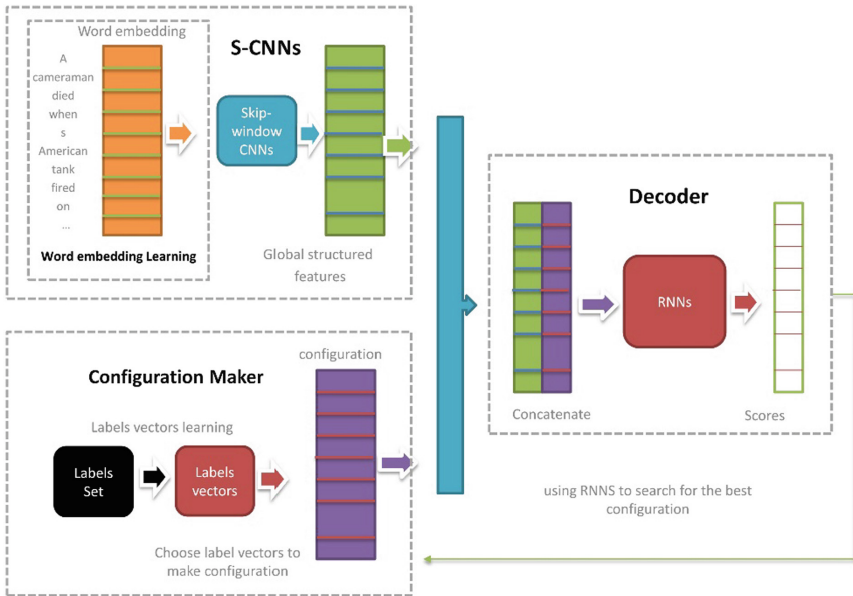 Word embedding
S-CNNs
A
cameraman
died
when
s
American
tank
fired
on
...
Skip-
window
CNNs
Word embedding Learning
Global structured
features
Configuration Maker
configuration
Labels vectors learning
Labels
Set
Labels
vectors
Choose label vectors to
make configuration
Decoder
RNNs
Concatenate
Scores
using RNNS to search for the best
configuration